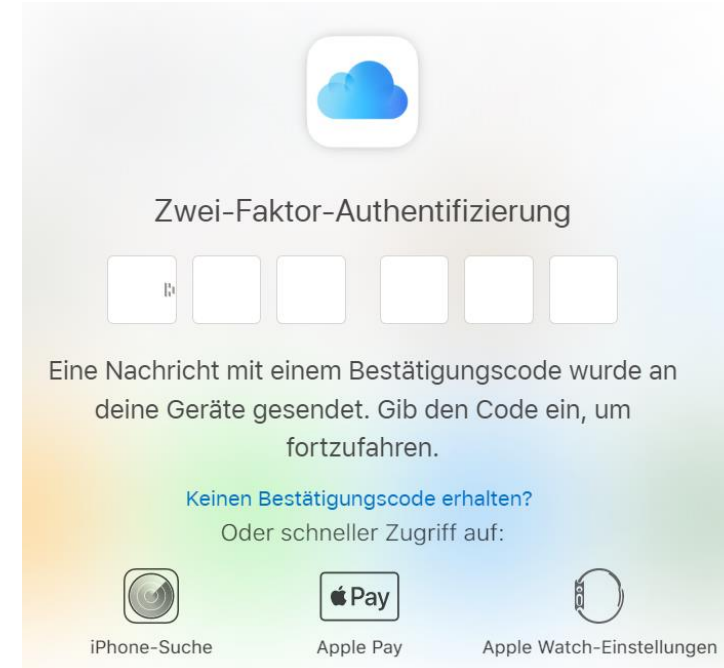 Zwei-Faktor-Authentifizierung
Eine Nachricht mit einem Bestätigungscode wurde an
deine Geräte gesendet. Gib den Code ein, um
fortzufahren.
Keinen Bestätigungscode erhalten?
Oder schneller Zugriff auf:
Pay
iPhone-Suche Apple Pay Apple Watch-Einstellungen